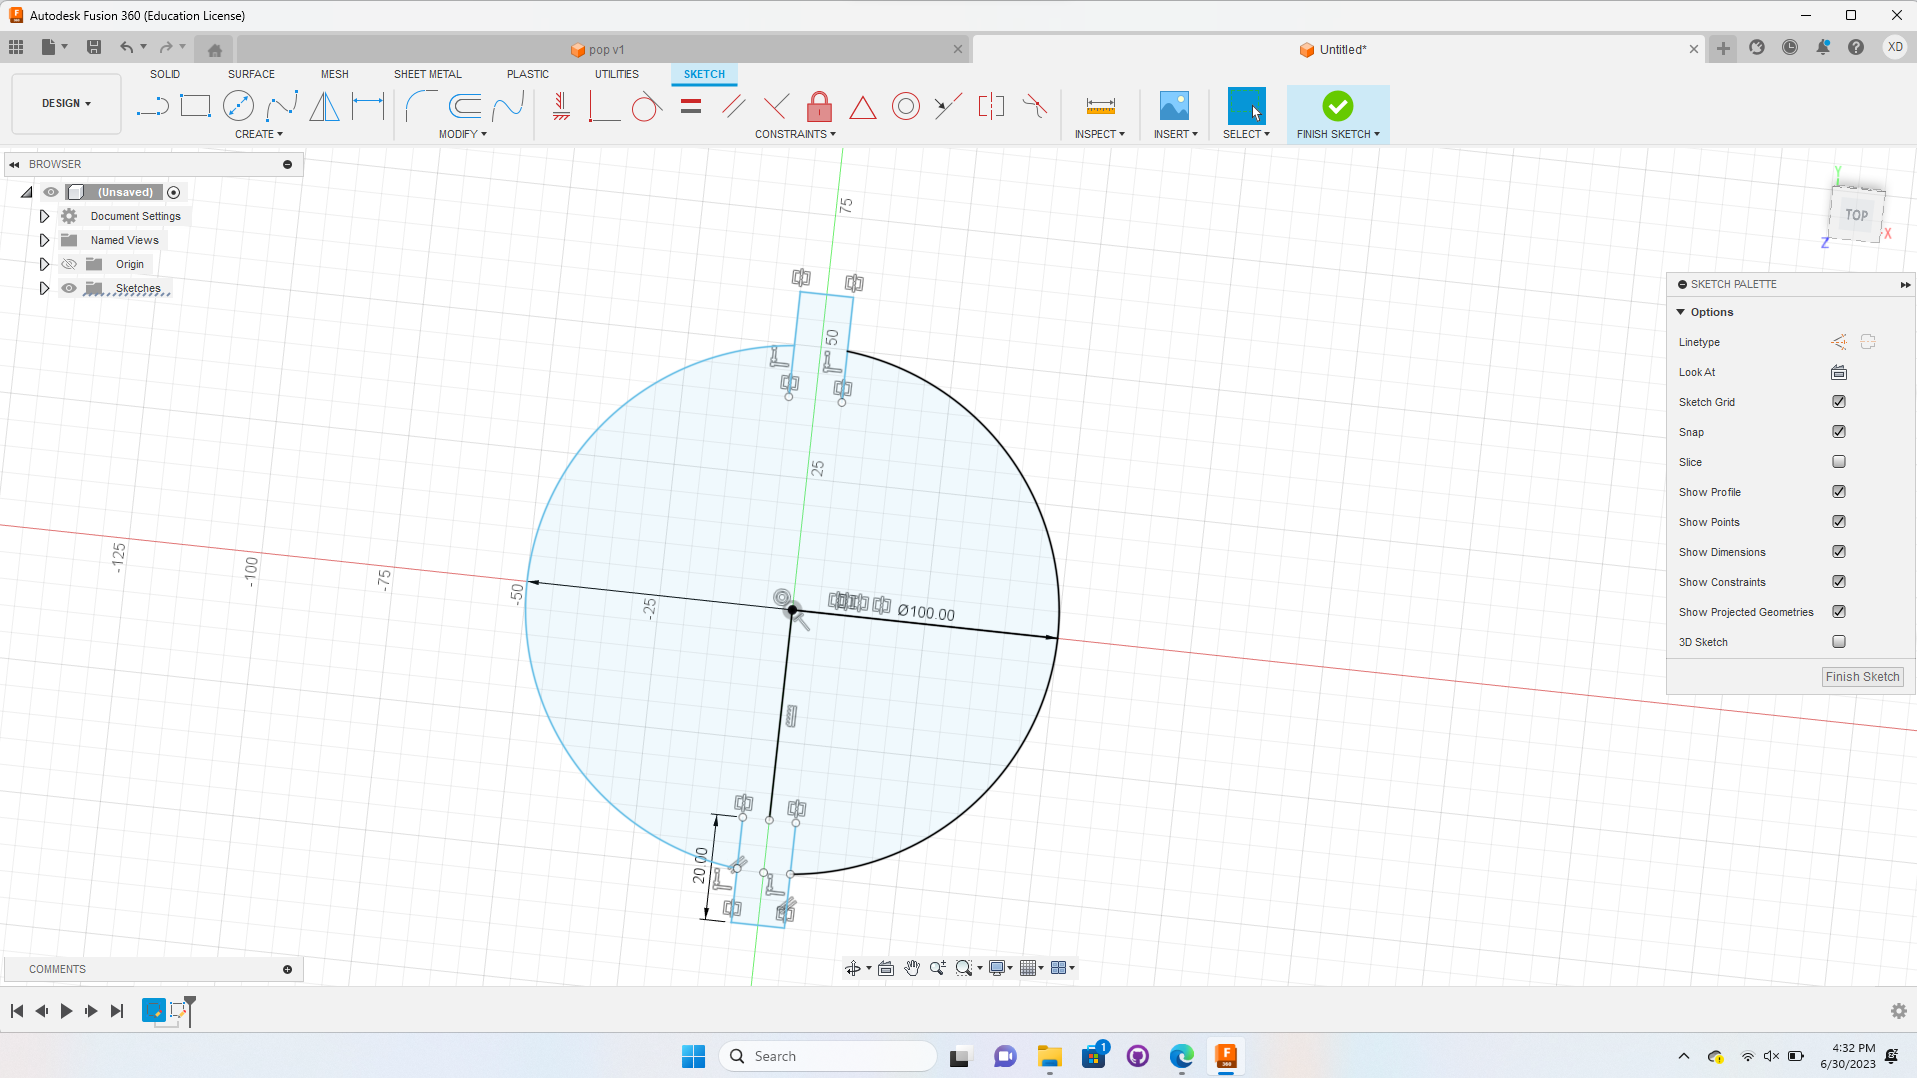 Autodesk Fusion 360 (Education License)
pop v1
Untitled*
XD
SOLID
SURFACE
MESH
SHEET METAL
PLASTIC
UTILITIES
SKETCH
DESIGN
CREATE
MODIFY
CONSTRAINTS
INSPECT
INSERT
SELECT
FINISH SKETCH
BROWSER
(Unsaved)
Document Settings
Named Views
Origin
Sketches
75
50
25
-125
-100
-75
-50
-25
Ø100.00
20.00
Y
TOP
X
Z
SKETCH PALETTE
Options
Linetype
Look At
Sketch Grid
Snap
Slice
Show Profile
Show Points
Show Dimensions
Show Constraints
Show Projected Geometries
3D Sketch
Finish Sketch
COMMENTS
Search
1
F
360
4:32 PM
6/30/2023